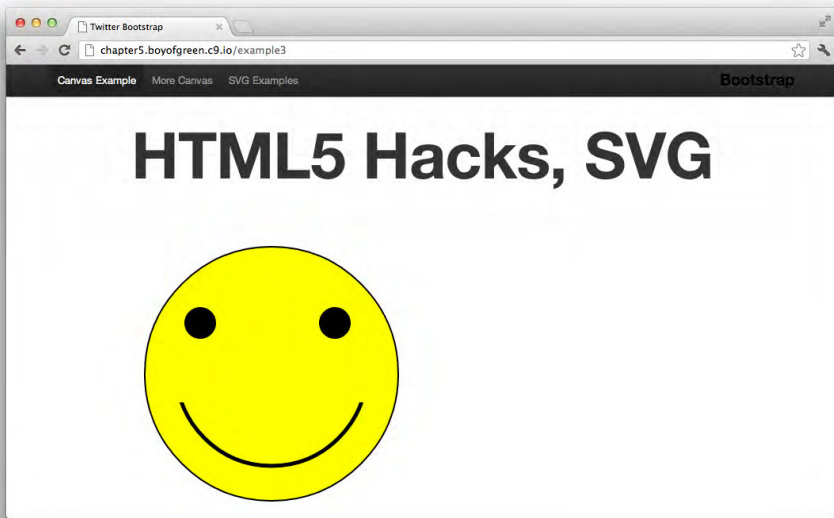 Twitter Bootstrap
chapter5.boyofgreen.c9.io/example3
Canvas Example More Canvas SVG Examples Bootstrap
HTML5 Hacks, SVG